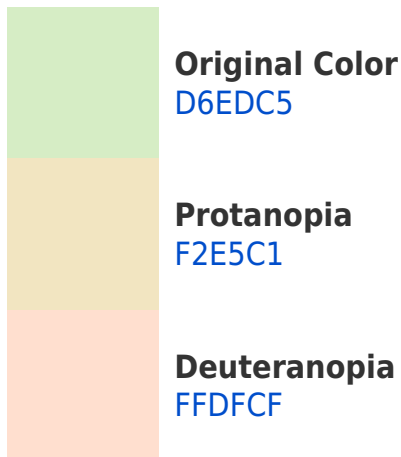 Original Color
D6EDC5
Protanopia
F2E5C1
Deuteranopia
FFDFCF